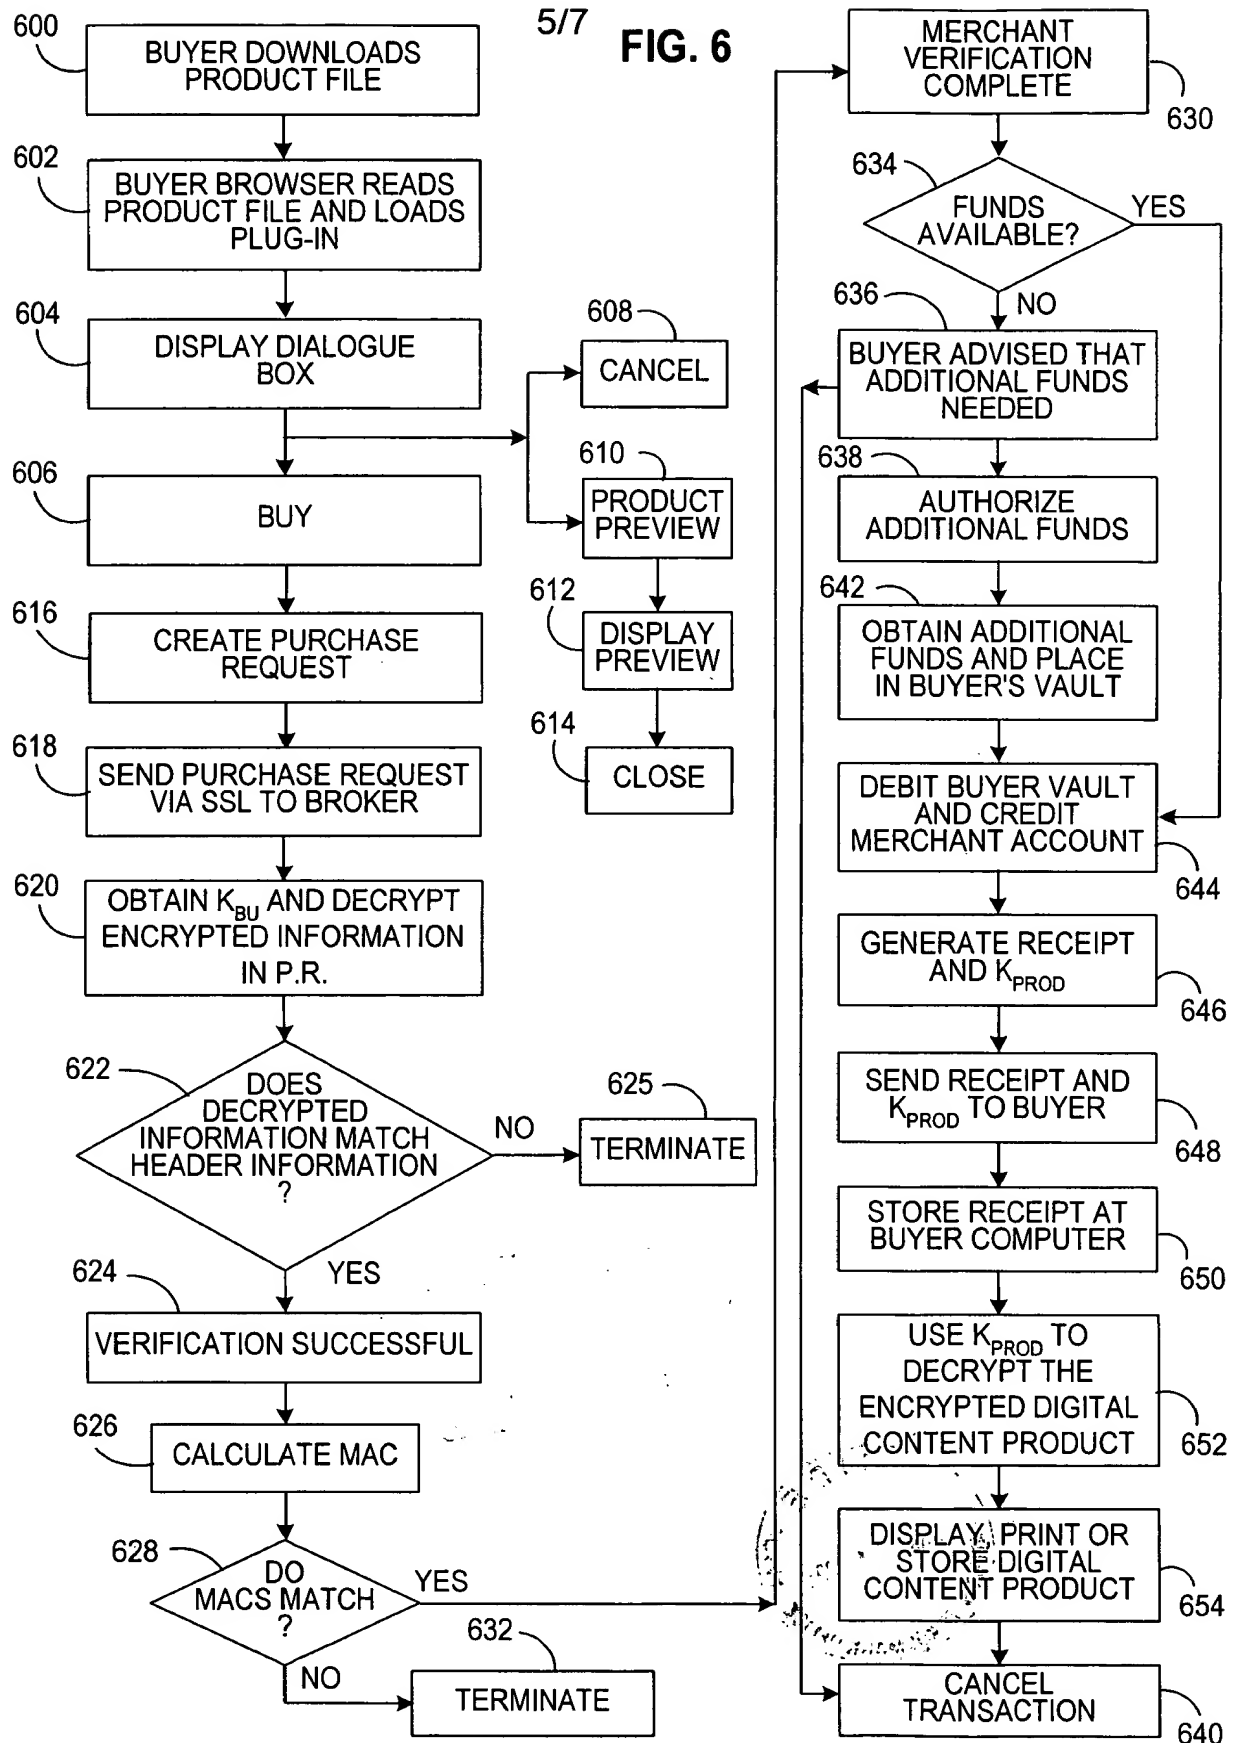 5/7
FIG. 6
600
BUYER DOWNLOADS
PRODUCT FILE
602
BUYER BROWSER READS
PRODUCT FILE AND LOADS
PLUG-IN
604
DISPLAY DIALOGUE
BOX
608
CANCEL
606
BUY
610
PRODUCT
PREVIEW
612
DISPLAY
PREVIEW
614
CLOSE
616
CREATE PURCHASE
REQUEST
618
SEND PURCHASE REQUEST
VIA SSL TO BROKER
620
OBTAIN KBU AND DECRYPT
ENCRYPTED INFORMATION
IN P.R.
622
DOES
DECRYPTED
INFORMATION MATCH
HEADER INFORMATION
?
NO
625
TERMINATE
YES
624
VERIFICATION SUCCESSFUL
626
CALCULATE MAC
628
DO
MACS MATCH
?
YES
NO
632
TERMINATE
MERCHANT
VERIFICATION
COMPLETE
630
634
FUNDS
AVAILABLE?
YES
NO
636
BUYER ADVISED THAT
ADDITIONAL FUNDS
NEEDED
638
AUTHORIZE
ADDITIONAL FUNDS
642
OBTAIN ADDITIONAL
FUNDS AND PLACE
IN BUYER'S VAULT
DEBIT BUYER VAULT
AND CREDIT
MERCHANT ACCOUNT
644
GENERATE RECEIPT
AND KPROD
646
SEND RECEIPT AND
KPROD TO BUYER
648
STORE RECEIPT AT
BUYER COMPUTER
650
USE KPROD TO
DECRYPT THE
ENCRYPTED DIGITAL
CONTENT PRODUCT
652
DISPLAY, PRINT OR
STORE DIGITAL
CONTENT PRODUCT
654
CANCEL
TRANSACTION
640